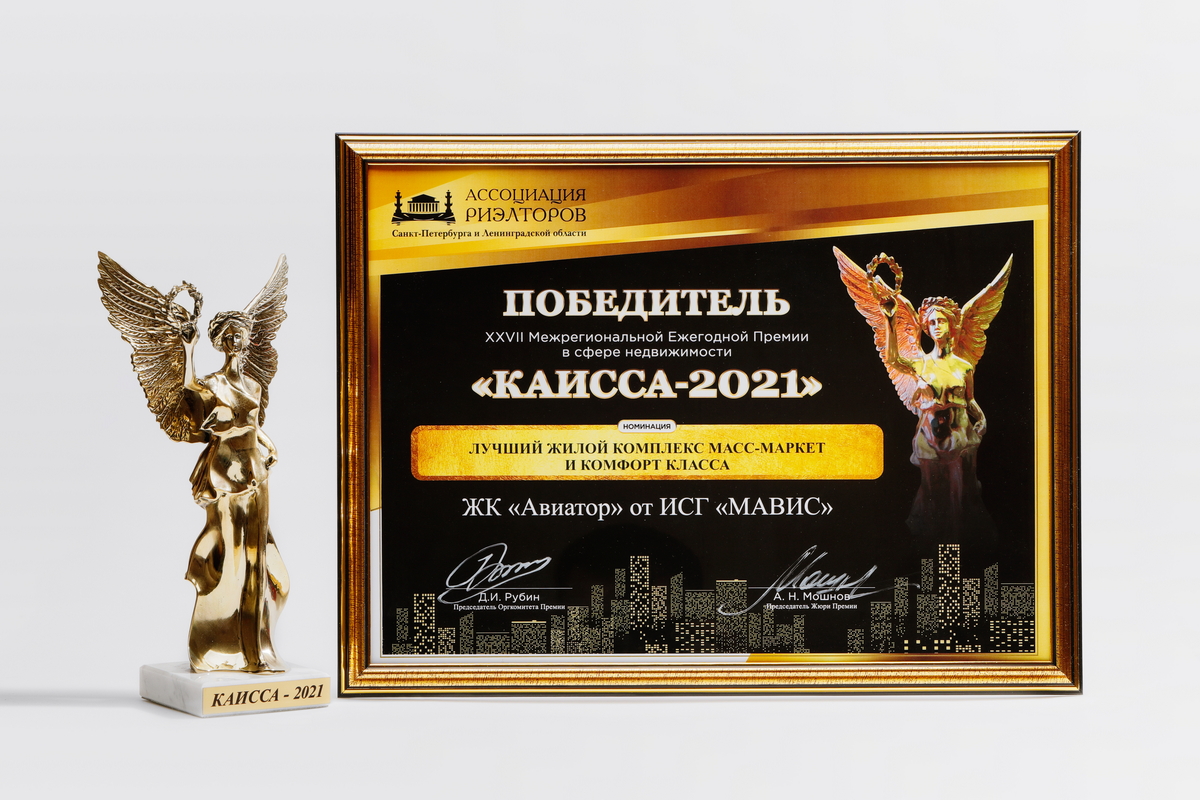 АССОЦИАЦИЯ
РИЭЛТОРОВ
Санкт-Петербурга и Ленинградской области
ПОБЕДИТЕЛЬ
XXVII Межрегиональной Ежегодной Премии
в сфере недвижимости
«КАИССА-2021»
НОМИНАЦИЯ
ЛУЧШИЙ ЖИЛОЙ КОМПЛЕКС МАСС-МАРКЕТ
И КОМФОРТ КЛАССА
ЖК «Авиатор» от ИСГ «МАВИС»
Д.И. Рубин
Председатель Оргкомитета Премии
А. Н. Мошнов
Председатель Жюри Премии
КАИССА - 2021